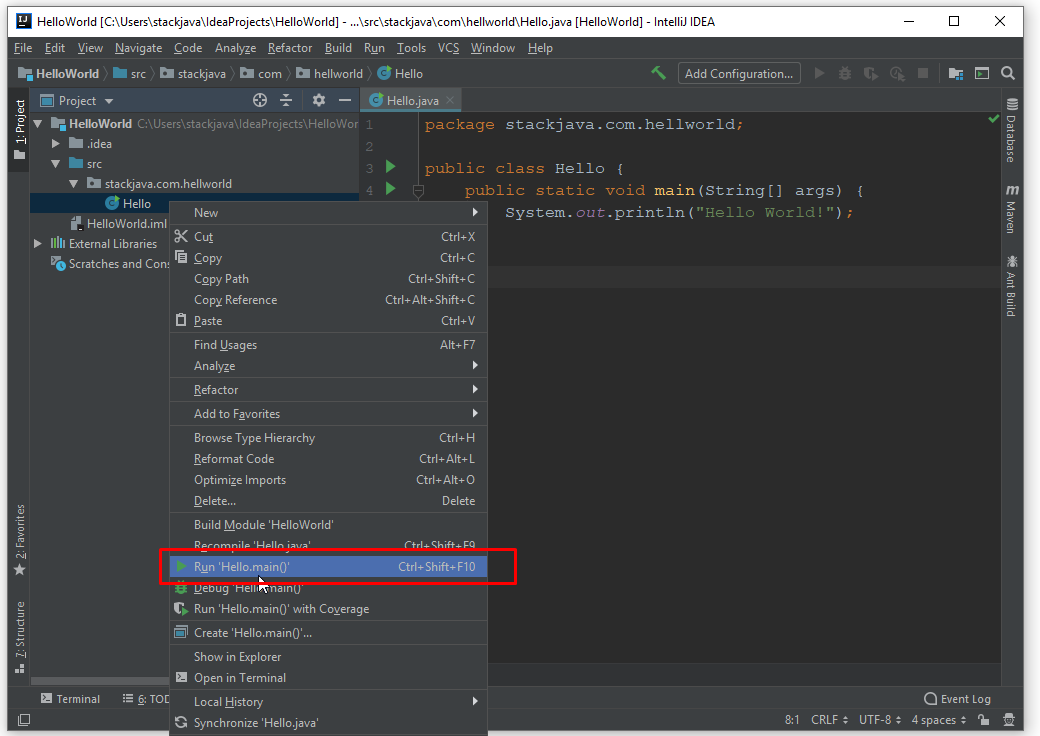 HelloWorld [C:\Users\stackjava\IdeaProjects\HelloWorld] - ...\src\stackjava\com\hellworld\Hello.java [HelloWorld] - IntelliJ IDEA
File Edit View Navigate Code Analyze Refactor Build Run Tools VCS Window Help
HelloWorld src stackjava com hellworld Hello Add Configuration...
1: Project
Project
Hello.java
HelloWorld C:\Users\stackjava\IdeaProjects\HelloWor
.idea
src
stackjava.com.hellworld
Hello
HelloWorld.iml
External Libraries
Scratches and Con
1 package stackjava.com.hellworld;
2
3 public class Hello {
4 public static void main(String[] args) {
System.out.println("Hello World!");
Database
m Maven
Ant Build
New
Cut Ctrl+X
Copy Ctrl+C
Copy Path Ctrl+Shift+C
Copy Reference Ctrl+Alt+Shift+C
Paste Ctrl+V
Find Usages Alt+F7
Analyze
Refactor
Add to Favorites
Browse Type Hierarchy Ctrl+H
Reformat Code Ctrl+Alt+L
Optimize Imports Ctrl+Alt+O
Delete... Delete
Build Module 'HelloWorld'
Recompile 'Hello.java' Ctrl+Shift+F9
Run 'Hello.main()' Ctrl+Shift+F10
Debug 'Hello.main()'
Run 'Hello.main()' with Coverage
Create 'Hello.main()'...
Show in Explorer
Open in Terminal
Local History
Synchronize 'Hello.java'
2: Favorites
7: Structure
Terminal 6: TOD Event Log
8:1 CRLF UTF-8 4 spaces